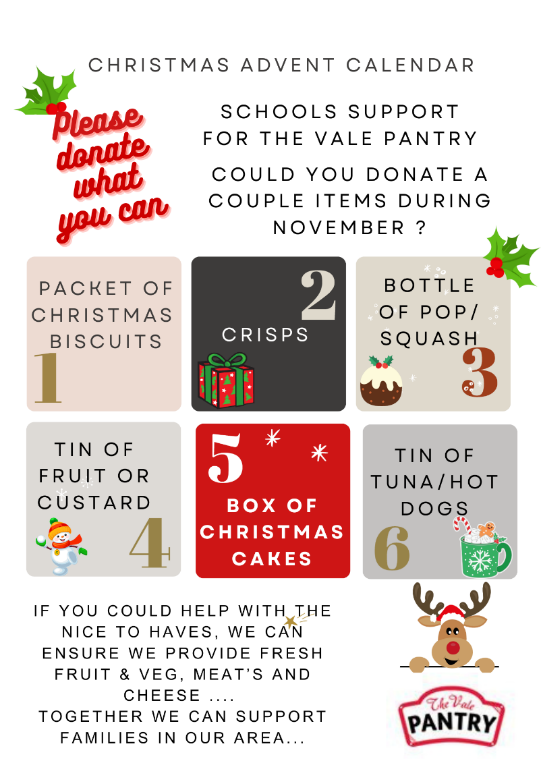 CHRISTMAS ADVENT CALENDAR
Please
donate
what
you can
SCHOOLS SUPPORT
FOR THE VALE PANTRY
COULD YOU DONATE A
COUPLE ITEMS DURING
NOVEMBER ?
PACKET OF
CHRISTMAS
BISCUITS
1
2
CRISPS
BOTTLE
OF POP/
SQUASH
3
TIN OF
FRUIT OR
CUSTARD
4
5
BOX OF
CHRISTMAS
CAKES
TIN OF
TUNA/HOT
DOGS
6
IF YOU COULD HELP WITH THE
NICE TO HAVES, WE CAN
ENSURE WE PROVIDE FRESH
FRUIT & VEG, MEAT'S AND
CHEESE ....
TOGETHER WE CAN SUPPORT
FAMILIES IN OUR AREA...
The Vale
PANTRY